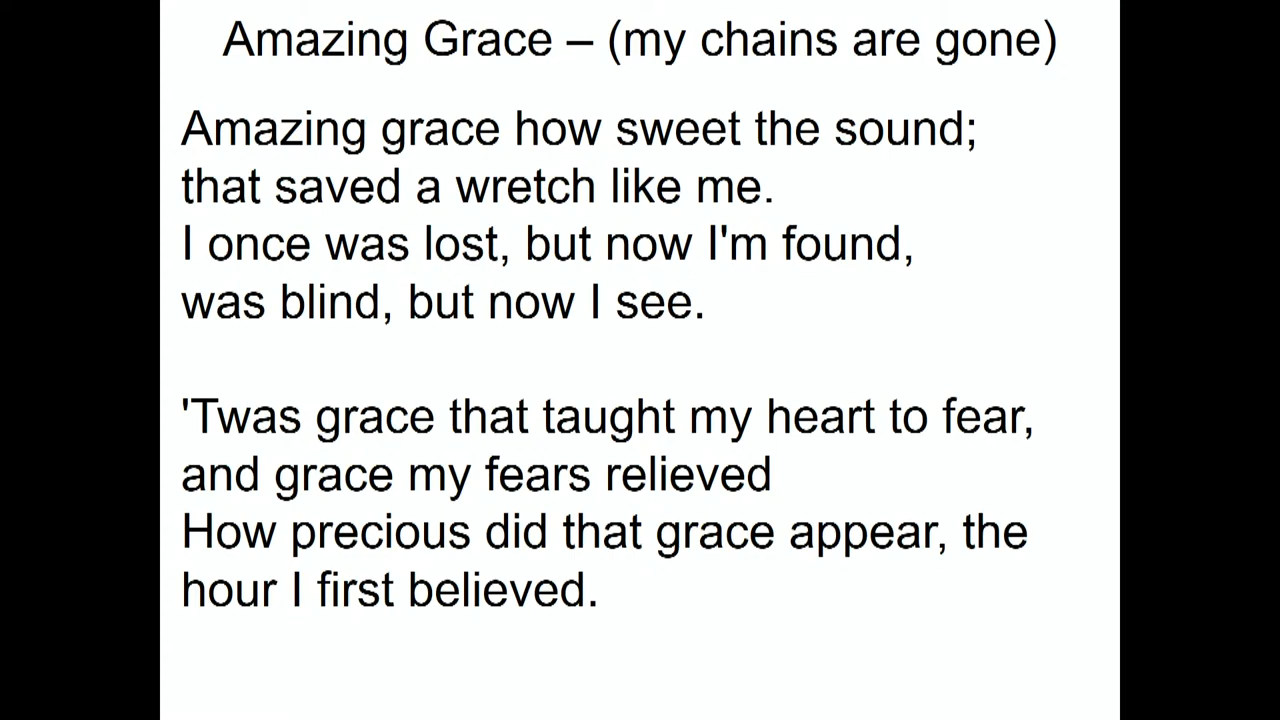 Amazing Grace – (my chains are gone)
Amazing grace how sweet the sound;
that saved a wretch like me.
I once was lost, but now I'm found,
was blind, but now I see.
'Twas grace that taught my heart to fear,
and grace my fears relieved
How precious did that grace appear, the
hour I first believed.